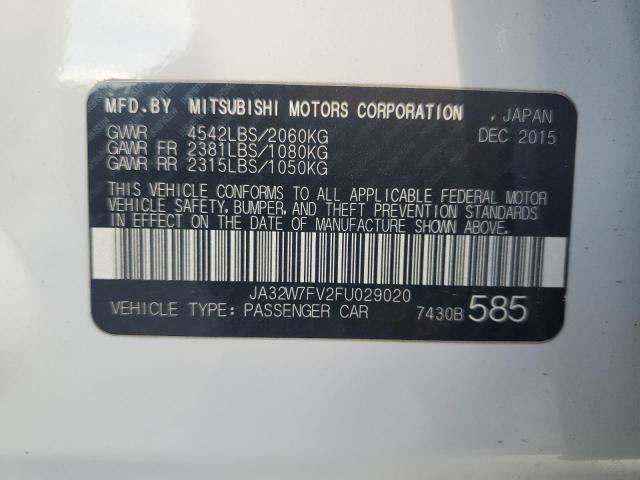 MFD.BY MITSUBISHI MOTORS CORPORATION , JAPAN
GVWR 4542LBS/2060KG DEC 2015
GAWR FR 2381LBS/1080KG
GAWR RR 2315LBS/1050KG
THIS VEHICLE CONFORMS TO ALL APPLICABLE FEDERAL MOTOR
VEHICLE SAFETY, BUMPER, AND THEFT PREVENTION STANDARDS
IN EFFECT ON THE DATE OF MANUFACTURE SHOWN ABOVE.
JA32W7FV2FU029020
VEHICLE TYPE: PASSENGER CAR 7430B 585